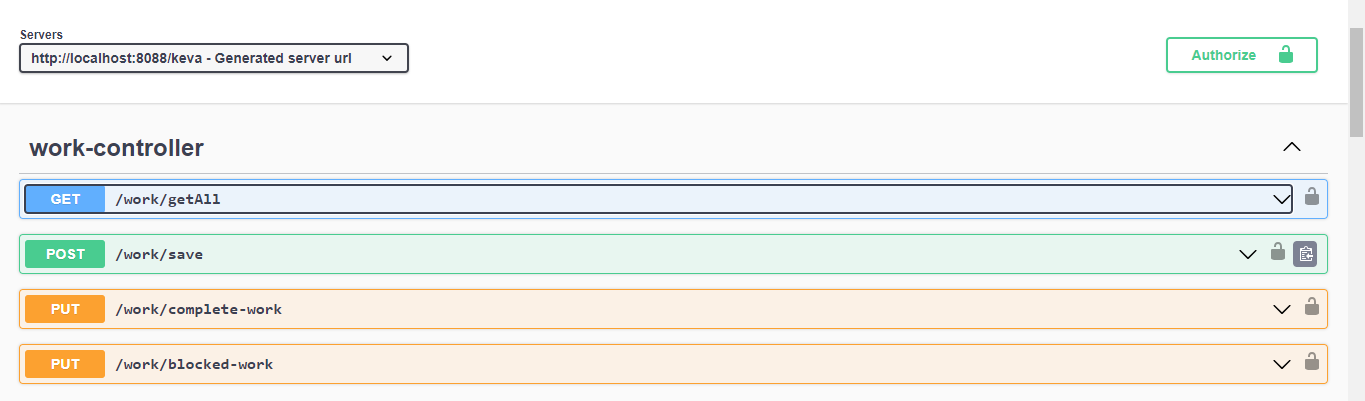 Servers
http://localhost:8088/keva - Generated server url
Authorize
work-controller
GET /work/getAll
POST /work/save
PUT /work/complete-work
PUT /work/blocked-work